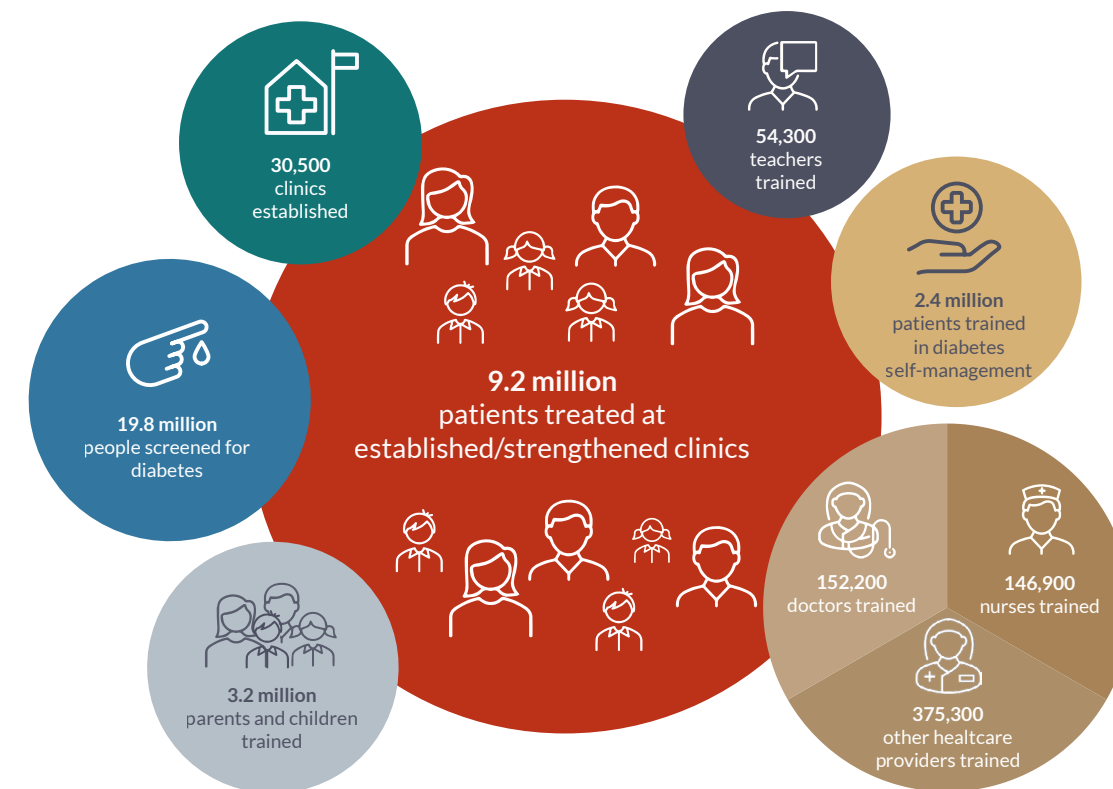 30,500
clinics
established
54,300
teachers
trained
2.4 million
patients trained
in diabetes
self-management
19.8 million
people screened for
diabetes
9.2 million
patients treated at
established/strengthened clinics
152,200
doctors trained
146,900
nurses trained
375,300
other healtcare
providers trained
3.2 million
parents and children
trained